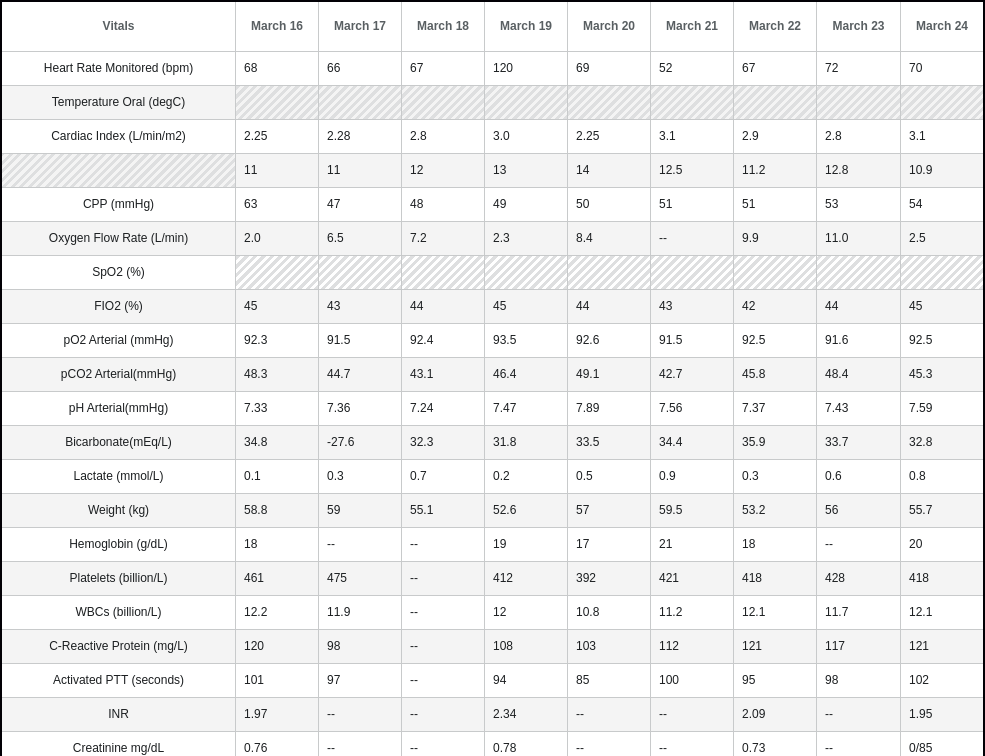 Vitals March 16 March 17 March 18 March 19 March 20 March 21 March 22 March 23 March 24
Heart Rate Monitored (bpm) 68 66 67 120 69 52 67 72 70
Temperature Oral (degC)
Cardiac Index (L/min/m2) 2.25 2.28 2.8 3.0 2.25 3.1 2.9 2.8 3.1
11 11 12 13 14 12.5 11.2 12.8 10.9
CPP (mmHg) 63 47 48 49 50 51 51 53 54
Oxygen Flow Rate (L/min) 2.0 6.5 7.2 2.3 8.4 -- 9.9 11.0 2.5
SpO2 (%)
FIO2 (%) 45 43 44 45 44 43 42 44 45
pO2 Arterial (mmHg) 92.3 91.5 92.4 93.5 92.6 91.5 92.5 91.6 92.5
pCO2 Arterial(mmHg) 48.3 44.7 43.1 46.4 49.1 42.7 45.8 48.4 45.3
pH Arterial(mmHg) 7.33 7.36 7.24 7.47 7.89 7.56 7.37 7.43 7.59
Bicarbonate(mEq/L) 34.8 -27.6 32.3 31.8 33.5 34.4 35.9 33.7 32.8
Lactate (mmol/L) 0.1 0.3 0.7 0.2 0.5 0.9 0.3 0.6 0.8
Weight (kg) 58.8 59 55.1 52.6 57 59.5 53.2 56 55.7
Hemoglobin (g/dL) 18 -- -- 19 17 21 18 -- 20
Platelets (billion/L) 461 475 -- 412 392 421 418 428 418
WBCs (billion/L) 12.2 11.9 -- 12 10.8 11.2 12.1 11.7 12.1
C-Reactive Protein (mg/L) 120 98 -- 108 103 112 121 117 121
Activated PTT (seconds) 101 97 -- 94 85 100 95 98 102
INR 1.97 -- -- 2.34 -- -- 2.09 -- 1.95
Creatinine mg/dL 0.76 -- -- 0.78 -- -- 0.73 -- 0/85